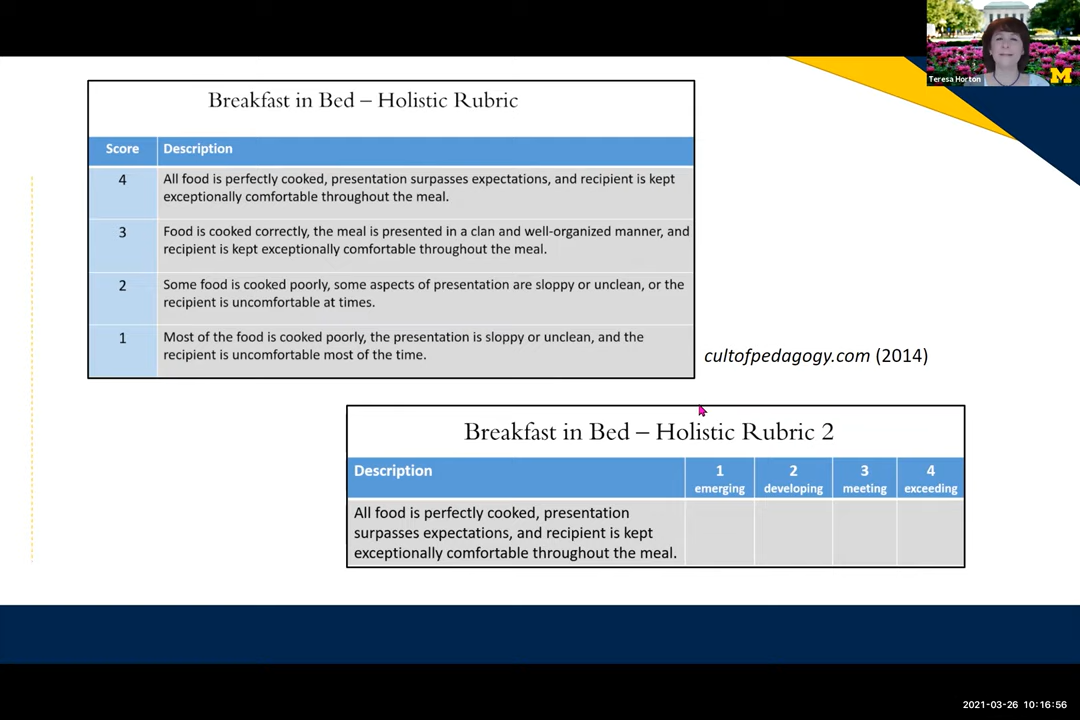 Teresa Horton
M
Breakfast in Bed – Holistic Rubric
Score Description
4 All food is perfectly cooked, presentation surpasses expectations, and recipient is kept
exceptionally comfortable throughout the meal.
3 Food is cooked correctly, the meal is presented in a clan and well-organized manner, and
recipient is kept exceptionally comfortable throughout the meal.
2 Some food is cooked poorly, some aspects of presentation are sloppy or unclean, or the
recipient is uncomfortable at times.
1 Most of the food is cooked poorly, the presentation is sloppy or unclean, and the
recipient is uncomfortable most of the time.
cultofpedagogy.com (2014)
Breakfast in Bed – Holistic Rubric 2
Description 1 2 3 4
emerging developing meeting exceeding
All food is perfectly cooked, presentation
surpasses expectations, and recipient is kept
exceptionally comfortable throughout the meal.
2021-03-26 10:16:56